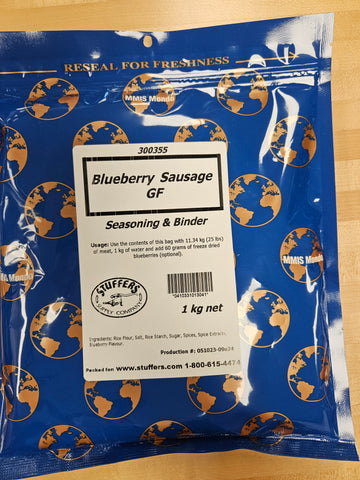 RESEAL FOR FRESHNESS
MMIS Mondo
MMIS Mondo
300355
Blueberry Sausage
GF
Seasoning & Binder
Usage: Use the contents of this bag with 11.34 kg (25 lbs)
of meat, 1 kg of water and add 60 grams of freeze dried
blueberries (optional).
STUFFERS
SUPPLY COMPANY
1 kg net
Ingredients: Rice Flour, Salt, Rice Starch, Sugar, Spices, Spice Extracts,
Blueberry Flavour.
Packed for: www.stuffers.com 1-800-615-4474